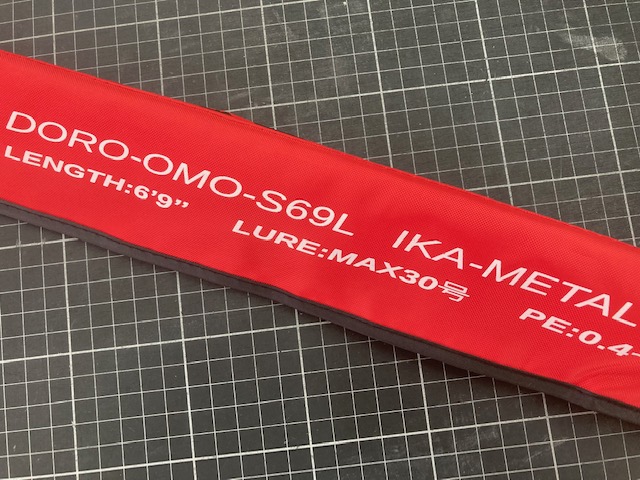 DORO-OMO-S69L IKA-METAL
LENGTH:6'9” LURE:MAX30号 PE:0.4-